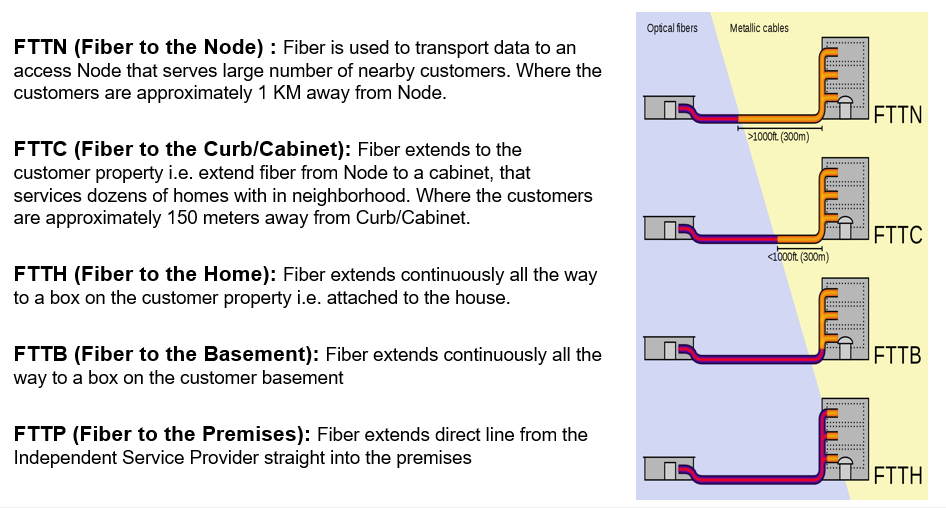 FTTN (Fiber to the Node) : Fiber is used to transport data to an
access Node that serves large number of nearby customers. Where the
customers are approximately 1 KM away from Node.
FTTC (Fiber to the Curb/Cabinet): Fiber extends to the
customer property i.e. extend fiber from Node to a cabinet, that
services dozens of homes with in neighborhood. Where the customers
are approximately 150 meters away from Curb/Cabinet.
FTTH (Fiber to the Home): Fiber extends continuously all the way
to a box on the customer property i.e. attached to the house.
FTTB (Fiber to the Basement): Fiber extends continuously all the
way to a box on the customer basement
FTTP (Fiber to the Premises): Fiber extends direct line from the
Independent Service Provider straight into the premises
Optical fibers
Metallic cables
FTTN
>1000ft. (300m)
FTTC
<1000ft. (300m)
FTTB
FTTH